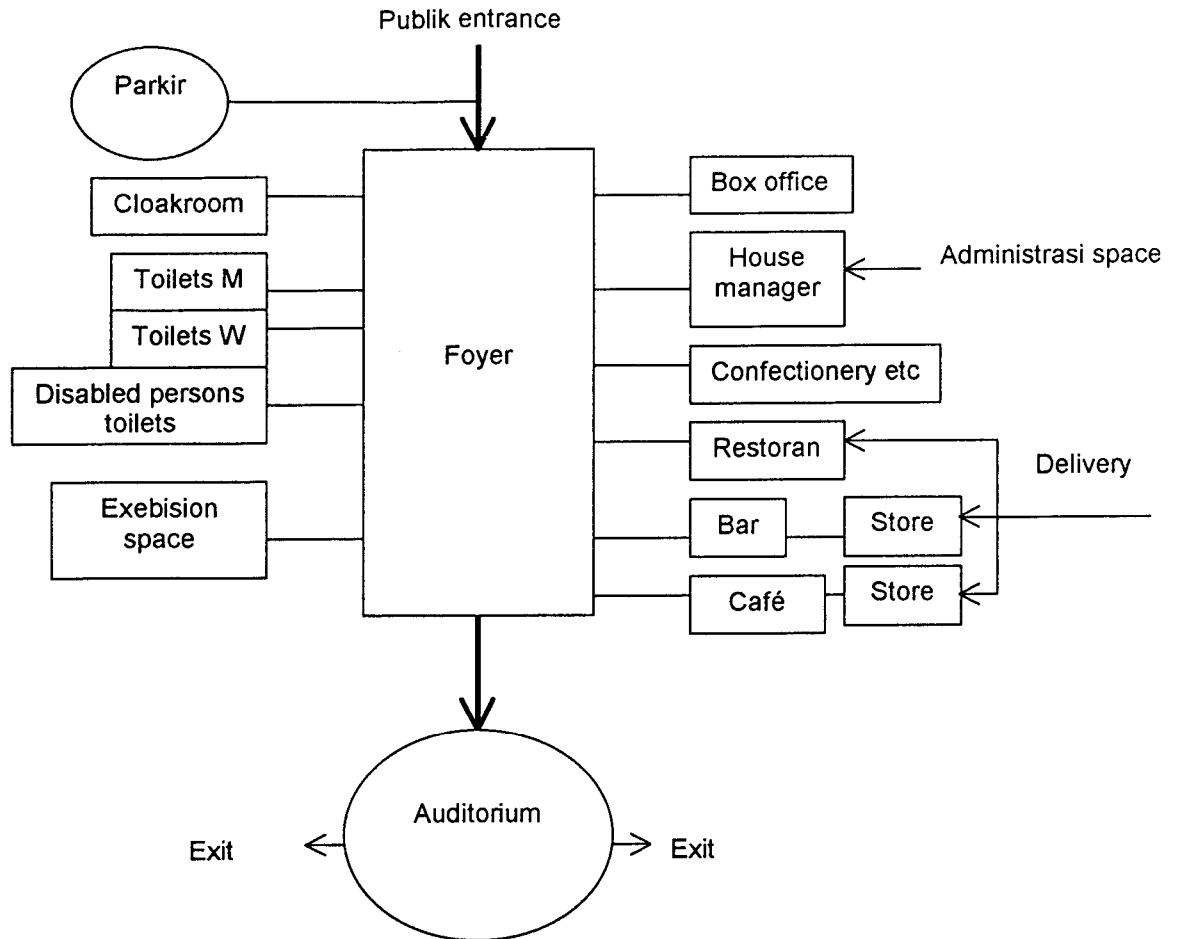 Publik entrance
Parkir
Cloakroom
Toilets M
Toilets W
Disabled persons
toilets
Exebision
space
Foyer
Box office
House
manager
Administrasi space
Confectionery etc
Restoran
Delivery
Bar
Store
Café
Store
Auditorium
Exit
Exit